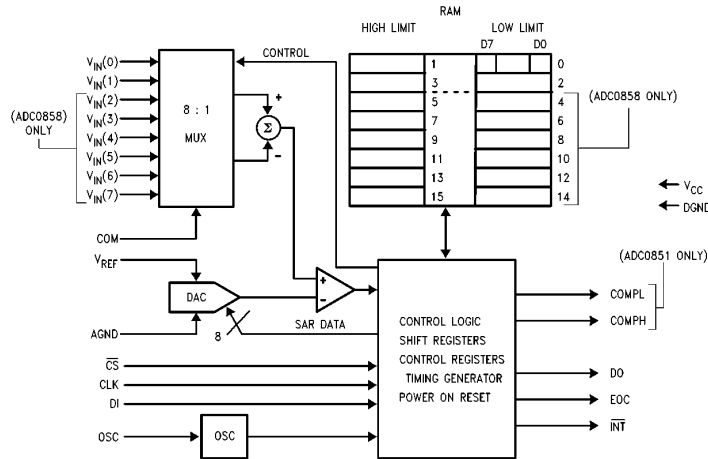 RAM
HIGH LIMIT LOW LIMIT
D7 D0
CONTROL
V_IN(0)
V_IN(1)
V_IN(2)
V_IN(3)
V_IN(4)
V_IN(5)
V_IN(6)
V_IN(7)
(ADC0858)
ONLY
8 : 1
MUX
+
Σ
-
COM
1 0
3 2
5 4
7 6
9 8
11 10
13 12
15 14
(ADC0858 ONLY)
V_CC
DGND
V_REF
DAC
AGND
8
SAR DATA
+
-
CONTROL LOGIC
SHIFT REGISTERS
CONTROL REGISTERS
TIMING GENERATOR
POWER ON RESET
(ADC0851 ONLY)
COMPL
COMPH
DO
EOC
I̅N̅T̅
C̅S̅
CLK
DI
OSC
OSC